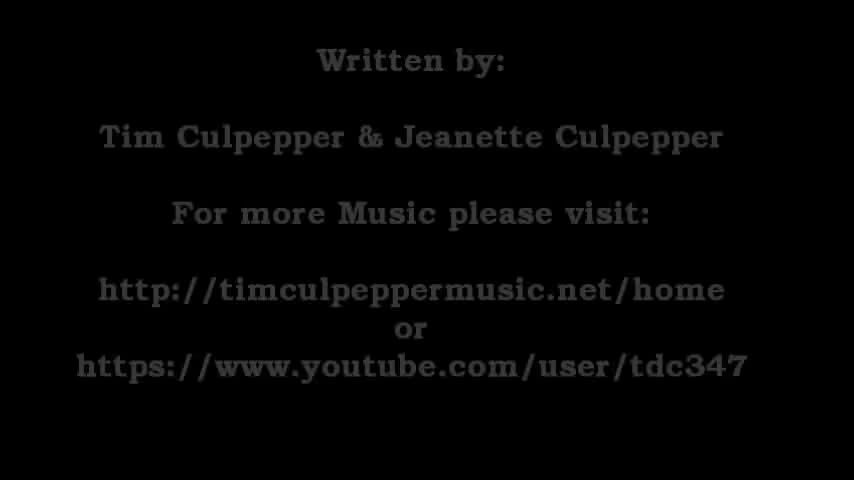 Written by:
Tim Culpepper & Jeanette Culpepper
For more Music please visit:
http://timculpeppermusic.net/home
or
https://www.youtube.com/user/tdc347